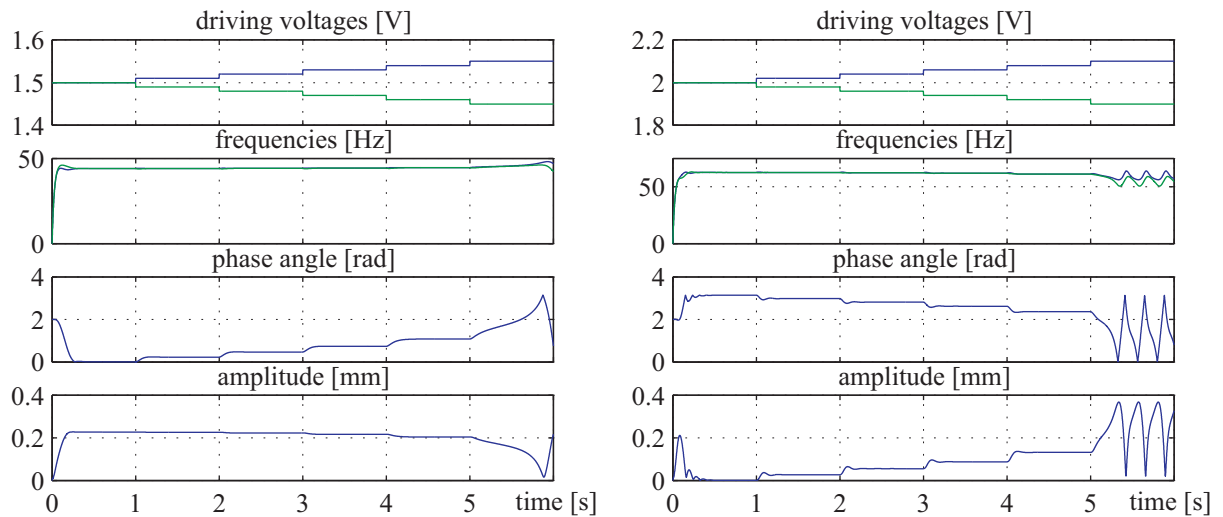 driving voltages [V]
1.6
1.5
1.4
frequencies [Hz]
50
0
phase angle [rad]
4
2
0
amplitude [mm]
0.4
0.2
0
0 1 2 3 4 5 time [s]
driving voltages [V]
2.2
2
1.8
frequencies [Hz]
50
0
phase angle [rad]
4
2
0
amplitude [mm]
0.4
0.2
0
0 1 2 3 4 5 time [s]